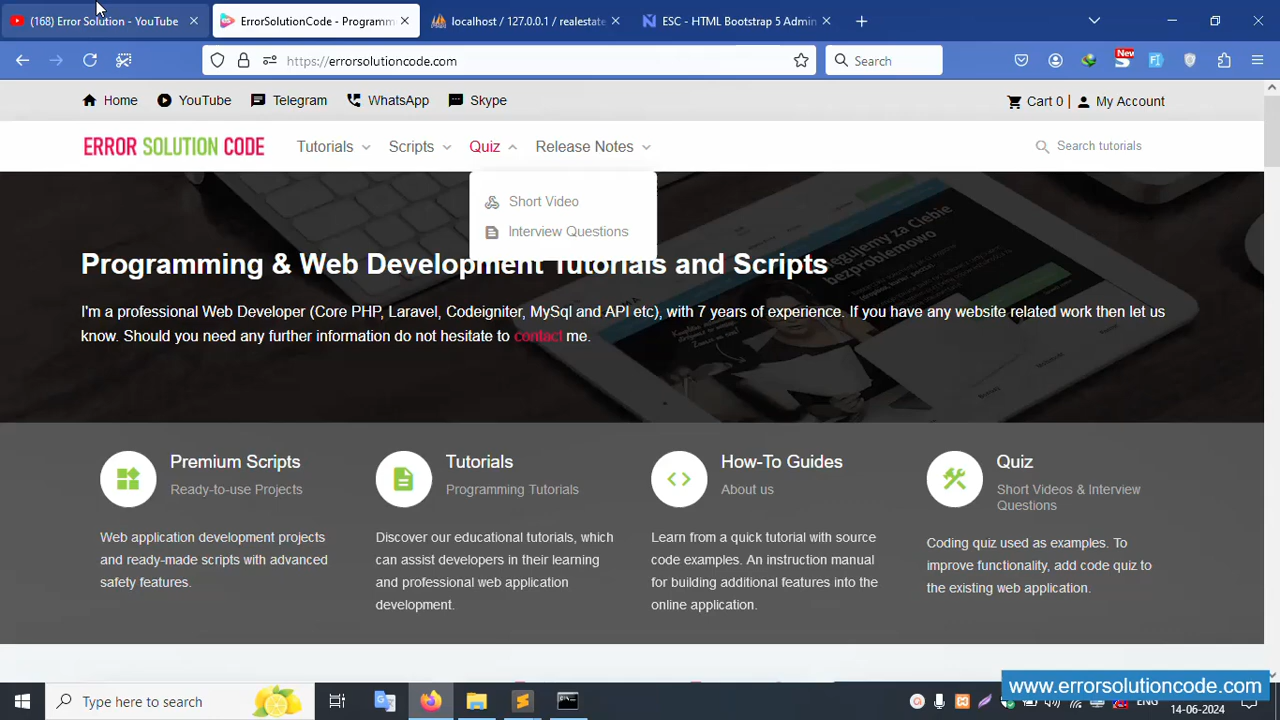 (168) Error Solution - YouTube
ErrorSolutionCode - Programm
localhost / 127.0.0.1 / realestate
ESC - HTML Bootstrap 5 Admin
https://errorsolutioncode.com
Search
New
Home
YouTube
Telegram
WhatsApp
Skype
Cart 0 |
My Account
ERROR SOLUTION CODE
Tutorials
Scripts
Quiz
Release Notes
Search tutorials
Short Video
Interview Questions
Programming & Web Development Tutorials and Scripts
I'm a professional Web Developer (Core PHP, Laravel, Codeigniter, MySql and API etc), with 7 years of experience. If you have any website related work then let us
know. Should you need any further information do not hesitate to contact me.
Premium Scripts
Ready-to-use Projects
Web application development projects
and ready-made scripts with advanced
safety features.
Tutorials
Programming Tutorials
Discover our educational tutorials, which
can assist developers in their learning
and professional web application
development.
How-To Guides
About us
Learn from a quick tutorial with source
code examples. An instruction manual
for building additional features into the
online application.
Quiz
Short Videos & Interview
Questions
Coding quiz used as examples. To
improve functionality, add code quiz to
the existing web application.
Type here to search
www.errorsolutioncode.com
ENG
14-06-2024